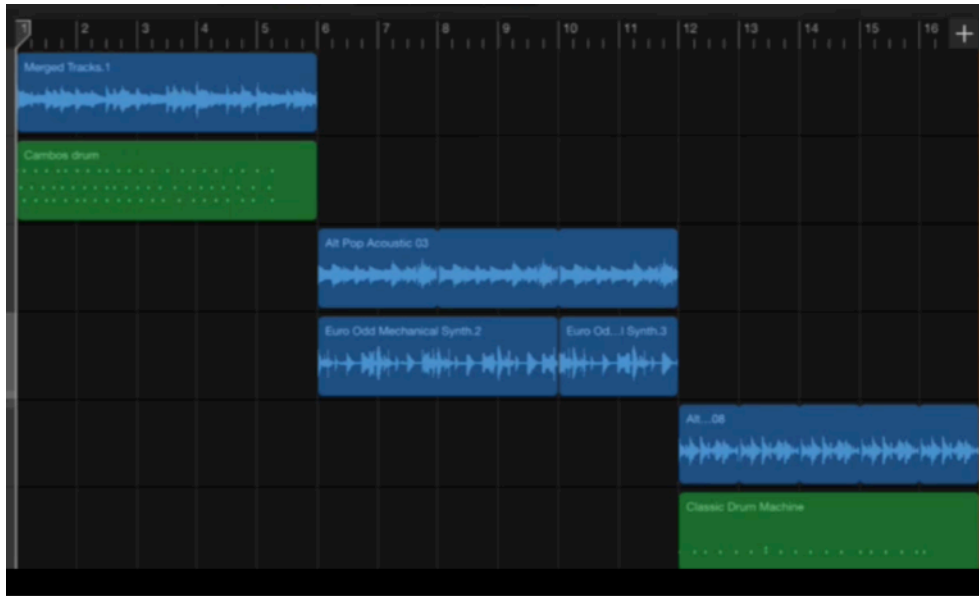 1 2 3 4 5 6 7 8 9 10 11 12 13 14 15 16 +
Merged Tracks.1
Cambos drum
Alt Pop Acoustic 03
Euro Odd Mechanical Synth.2 Euro Od...l Synth.3
Alt...08
Classic Drum Machine